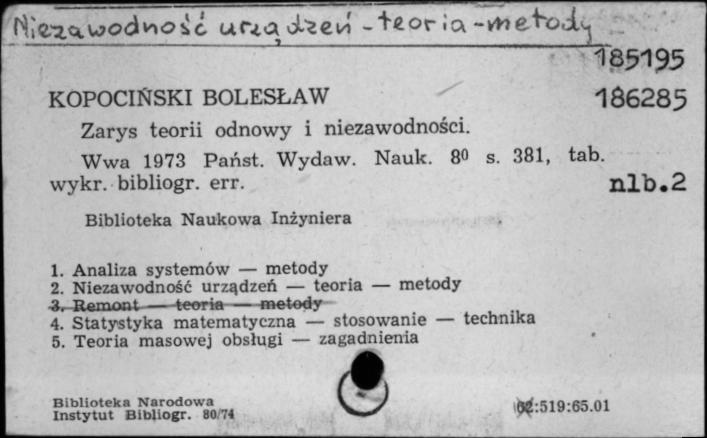 Niezawodność urządzeń - teoria - metody
185195
KOPOCIŃSKI BOLESŁAW 186285
Zarys teorii odnowy i niezawodności.
Wwa 1973 Państ. Wydaw. Nauk. 8⁰ s. 381, tab.
wykr. bibliogr. err. nlb.2
Biblioteka Naukowa Inżyniera
1. Analiza systemów — metody
2. Niezawodność urządzeń — teoria — metody
3. Remont — teoria — metody
4. Statystyka matematyczna — stosowanie — technika
5. Teoria masowej obsługi — zagadnienia
Biblioteka Narodowa
Instytut Bibliogr. 80/74 62:519:65.01